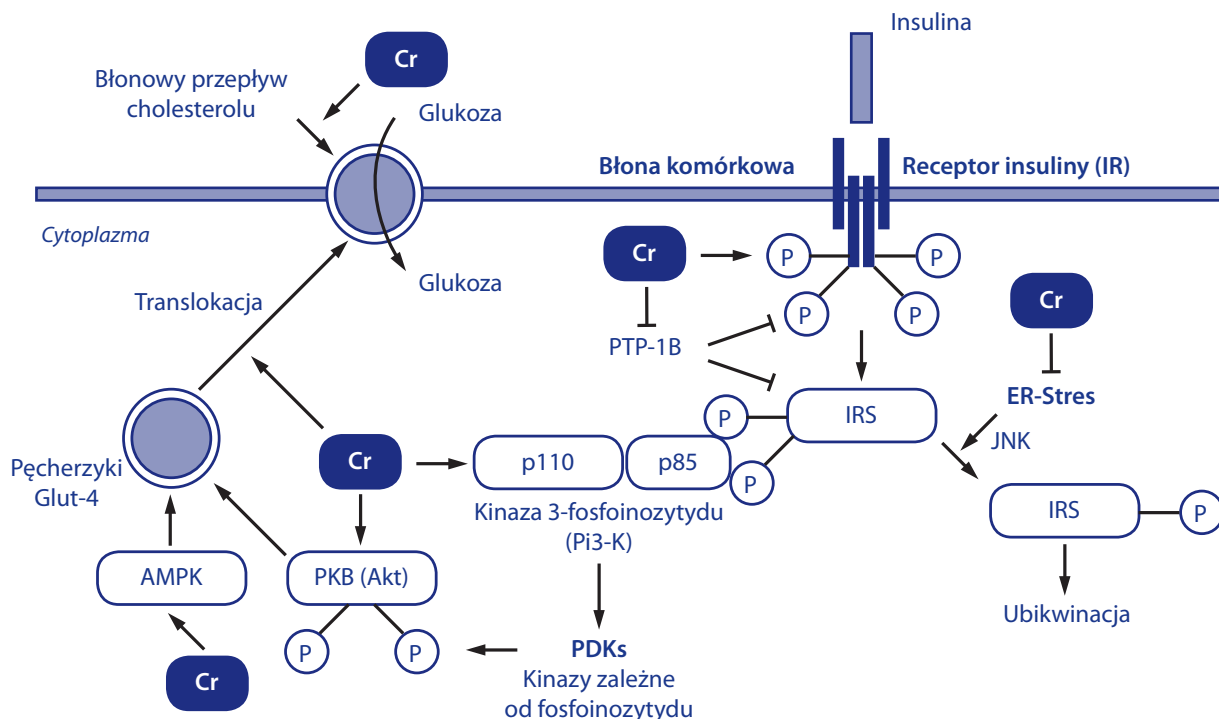 Insulina
Cr
Błonowy przepływ
cholesterolu
Glukoza
Błona komórkowa
Receptor insuliny (IR)
Cytoplazma
Cr
P
P
Glukoza
Translokacja
P
P
Cr
PTP-1B
ER-Stres
IRS
P
JNK
Cr
p110
p85
P
Pęcherzyki
Glut-4
Kinaza 3-fosfoinozytydu
(Pi3-K)
IRS
P
AMPK
PKB (Akt)
Ubikwinacja
P
P
PDKs
Kinazy zależne
od fosfoinozytydu
Cr